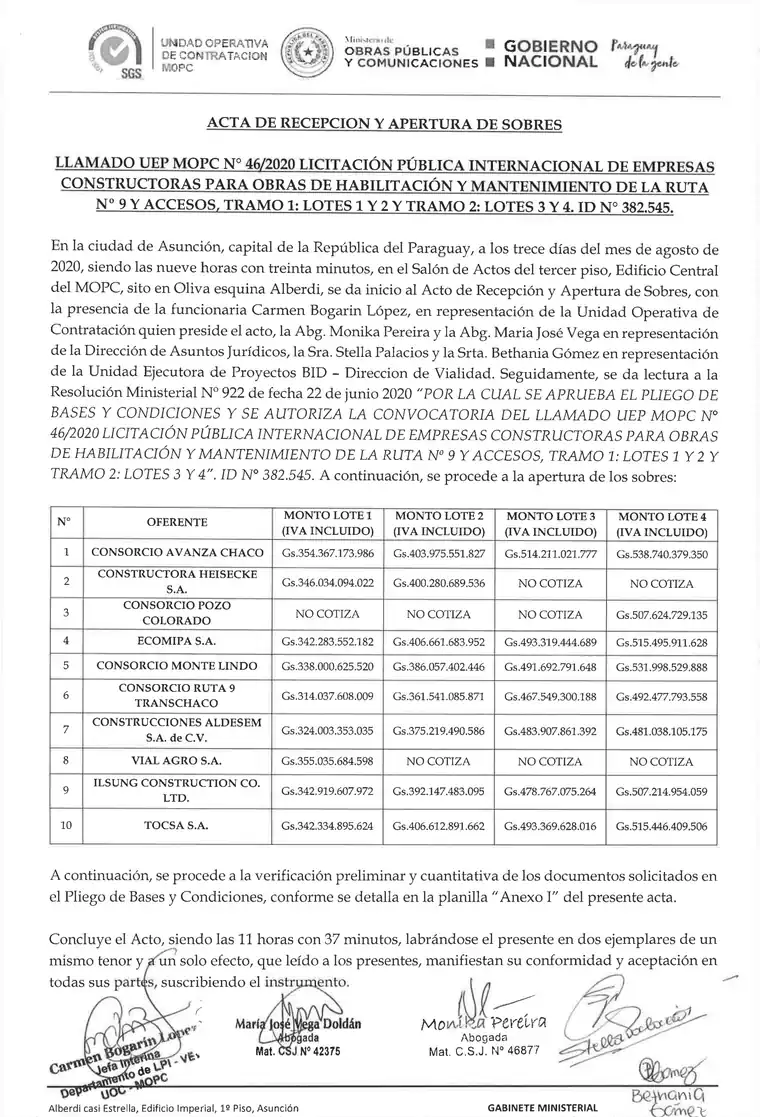 UNIDAD OPERATIVA
DE CONTRATACION
MOPC
SGS
Ministerio de
OBRAS PÚBLICAS
Y COMUNICACIONES
GOBIERNO
NACIONAL
Paraguay
de la gente
ACTA DE RECEPCION Y APERTURA DE SOBRES
LLAMADO UEP MOPC N° 46/2020 LICITACIÓN PÚBLICA INTERNACIONAL DE EMPRESAS
CONSTRUCTORAS PARA OBRAS DE HABILITACIÓN Y MANTENIMIENTO DE LA RUTA
N° 9 Y ACCESOS, TRAMO 1: LOTES 1 Y 2 Y TRAMO 2: LOTES 3 Y 4. ID N° 382.545.
En la ciudad de Asunción, capital de la República del Paraguay, a los trece días del mes de agosto de
2020, siendo las nueve horas con treinta minutos, en el Salón de Actos del tercer piso, Edificio Central
del MOPC, sito en Oliva esquina Alberdi, se da inicio al Acto de Recepción y Apertura de Sobres, con
la presencia de la funcionaria Carmen Bogarin López, en representación de la Unidad Operativa de
Contratación quien preside el acto, la Abg. Monika Pereira y la Abg. Maria José Vega en representación
de la Dirección de Asuntos Jurídicos, la Sra. Stella Palacios y la Srta. Bethania Gómez en representación
de la Unidad Ejecutora de Proyectos BID – Direccion de Vialidad. Seguidamente, se da lectura a la
Resolución Ministerial N° 922 de fecha 22 de junio 2020 "POR LA CUAL SE APRUEBA EL PLIEGO DE
BASES Y CONDICIONES Y SE AUTORIZA LA CONVOCATORIA DEL LLAMADO UEP MOPC N°
46/2020 LICITACIÓN PÚBLICA INTERNACIONAL DE EMPRESAS CONSTRUCTORAS PARA OBRAS
DE HABILITACIÓN Y MANTENIMIENTO DE LA RUTA N° 9 Y ACCESOS, TRAMO 1: LOTES 1 Y 2 Y
TRAMO 2: LOTES 3 Y 4". ID N° 382.545. A continuación, se procede a la apertura de los sobres:
N° OFERENTE MONTO LOTE 1 (IVA INCLUIDO) MONTO LOTE 2 (IVA INCLUIDO) MONTO LOTE 3 (IVA INCLUIDO) MONTO LOTE 4 (IVA INCLUIDO)
1 CONSORCIO AVANZA CHACO Gs.354.367.173.986 Gs.403.975.551.827 Gs.514.211.021.777 Gs.538.740.379.350
2 CONSTRUCTORA HEISECKE S.A. Gs.346.034.094.022 Gs.400.280.689.536 NO COTIZA NO COTIZA
3 CONSORCIO POZO COLORADO NO COTIZA NO COTIZA NO COTIZA Gs.507.624.729.135
4 ECOMIPA S.A. Gs.342.283.552.182 Gs.406.661.683.952 Gs.493.319.444.689 Gs.515.495.911.628
5 CONSORCIO MONTE LINDO Gs.338.000.625.520 Gs.386.057.402.446 Gs.491.692.791.648 Gs.531.998.529.888
6 CONSORCIO RUTA 9 TRANSCHACO Gs.314.037.608.009 Gs.361.541.085.871 Gs.467.549.300.188 Gs.492.477.793.558
7 CONSTRUCCIONES ALDESEM S.A. de C.V. Gs.324.003.353.035 Gs.375.219.490.586 Gs.483.907.861.392 Gs.481.038.105.175
8 VIAL AGRO S.A. Gs.355.035.684.598 NO COTIZA NO COTIZA NO COTIZA
9 ILSUNG CONSTRUCTION CO. LTD. Gs.342.919.607.972 Gs.392.147.483.095 Gs.478.767.075.264 Gs.507.214.954.059
10 TOCSA S.A. Gs.342.334.895.624 Gs.406.612.891.662 Gs.493.369.628.016 Gs.515.446.409.506
A continuación, se procede a la verificación preliminar y cuantitativa de los documentos solicitados en
el Pliego de Bases y Condiciones, conforme se detalla en la planilla "Anexo I" del presente acta.
Concluye el Acto, siendo las 11 horas con 37 minutos, labrándose el presente en dos ejemplares de un
mismo tenor y a un solo efecto, que leído a los presentes, manifiestan su conformidad y aceptación en
todas sus partes, suscribiendo el instrumento.
Carmen Bogarin Lopez
Jefa Interina
Departamento de LPI - VE
UOC - MOPC
María José Vega Doldán
Abogada
Mat. CSJ N° 42375
Monika Pereira
Abogada
Mat. C.S.J. N° 46877
Stella Palacios
Bethania
Gómez
Alberdi casi Estrella, Edificio Imperial, 1º Piso, Asunción
GABINETE MINISTERIAL